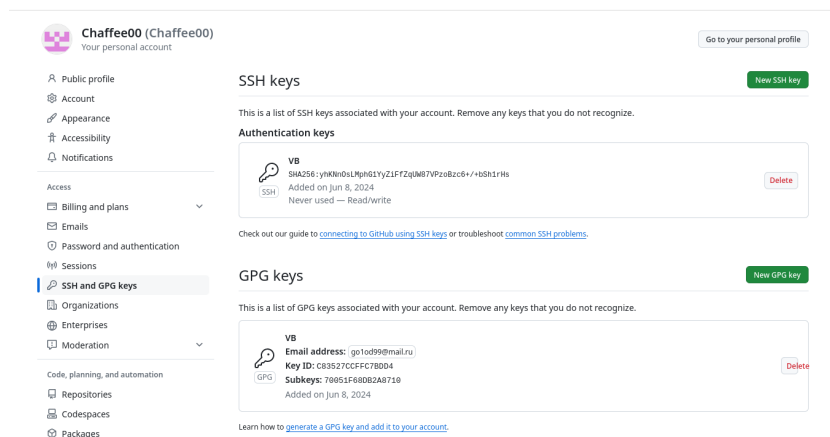 Chaffee00 (Chaffee00)
Your personal account
Go to your personal profile
Public profile
Account
Appearance
Accessibility
Notifications
Access
Billing and plans
Emails
Password and authentication
Sessions
SSH and GPG keys
Organizations
Enterprises
Moderation
Code, planning, and automation
Repositories
Codespaces
Packages
SSH keys
New SSH key
This is a list of SSH keys associated with your account. Remove any keys that you do not recognize.
Authentication keys
VB
SHA256:yhKNnOsLMphG1YyZiFfZqUW87VPzoBzc6+/+bSh1rHs
Added on Jun 8, 2024
Never used — Read/write
SSH
Delete
Check out our guide to connecting to GitHub using SSH keys or troubleshoot common SSH problems.
GPG keys
New GPG key
This is a list of GPG keys associated with your account. Remove any keys that you do not recognize.
VB
Email address: go1od99@mail.ru
Key ID: C83527CCFFC7BDD4
Subkeys: 70051F68DB2A8710
Added on Jun 8, 2024
GPG
Delete
Learn how to generate a GPG key and add it to your account.